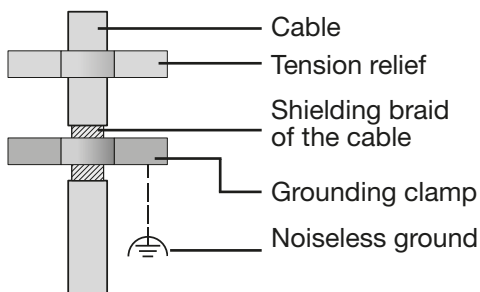 Cable
Tension relief
Shielding braid
of the cable
Grounding clamp
Noiseless ground